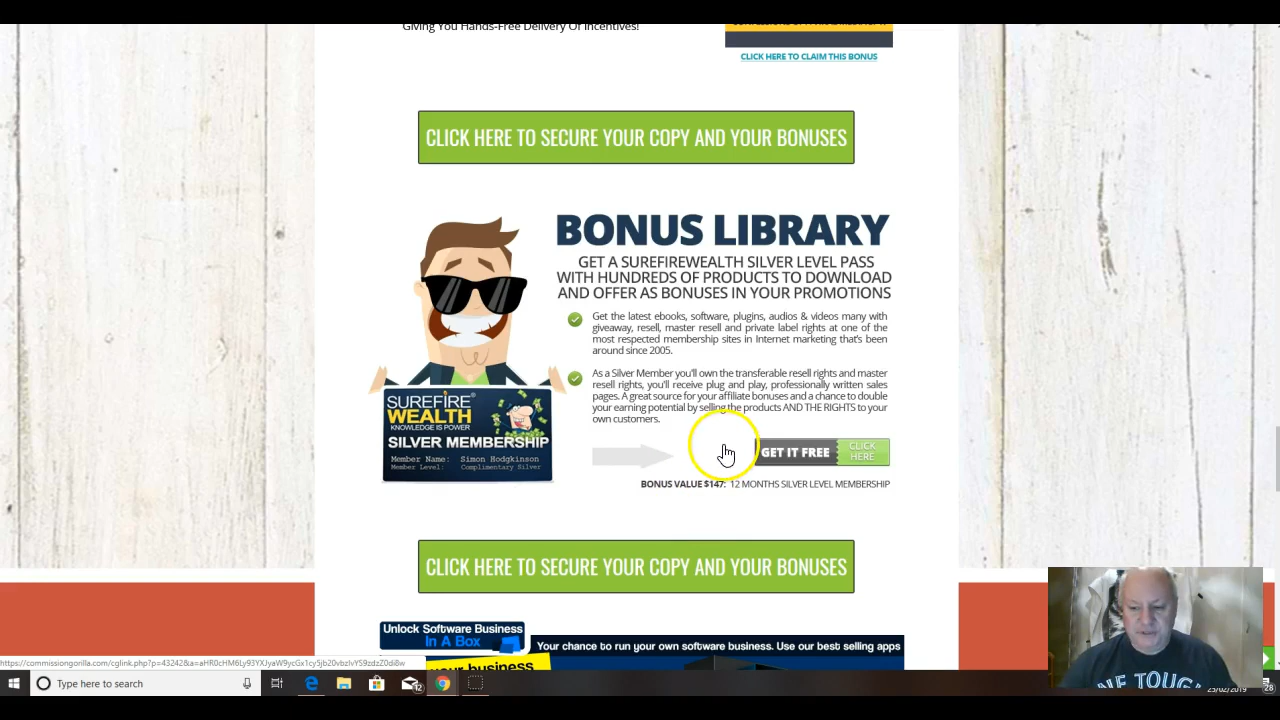 Giving You Hands-Free Delivery Of Incentives!
CLICK HERE TO CLAIM THIS BONUS
CLICK HERE TO SECURE YOUR COPY AND YOUR BONUSES
BONUS LIBRARY
GET A SUREFIREWEALTH SILVER LEVEL PASS
WITH HUNDREDS OF PRODUCTS TO DOWNLOAD
AND OFFER AS BONUSES IN YOUR PROMOTIONS
Get the latest ebooks, software, plugins, audios & videos many with
giveaway, resell, master resell and private label rights at one of the
most respected membership sites in Internet marketing that's been
around since 2005.
As a Silver Member you'll own the transferable resell rights and master
resell rights, you'll receive plug and play, professionally written sales
pages. A great source for your affiliate bonuses and a chance to double
your earning potential by selling the products AND THE RIGHTS to your
own customers.
SUREFIRE
WEALTH
KNOWLEDGE IS POWER
SILVER MEMBERSHIP
Member Name: Simon Hodgkinson
Member Level: Complimentary Silver
GET IT FREE
CLICK
HERE
BONUS VALUE $147: 12 MONTHS SILVER LEVEL MEMBERSHIP
CLICK HERE TO SECURE YOUR COPY AND YOUR BONUSES
Unlock Software Business
In A Box
Your chance to run your own software business. Use our best selling apps
your business
Type here to search
12
NE TOUG
25/02/2019
28